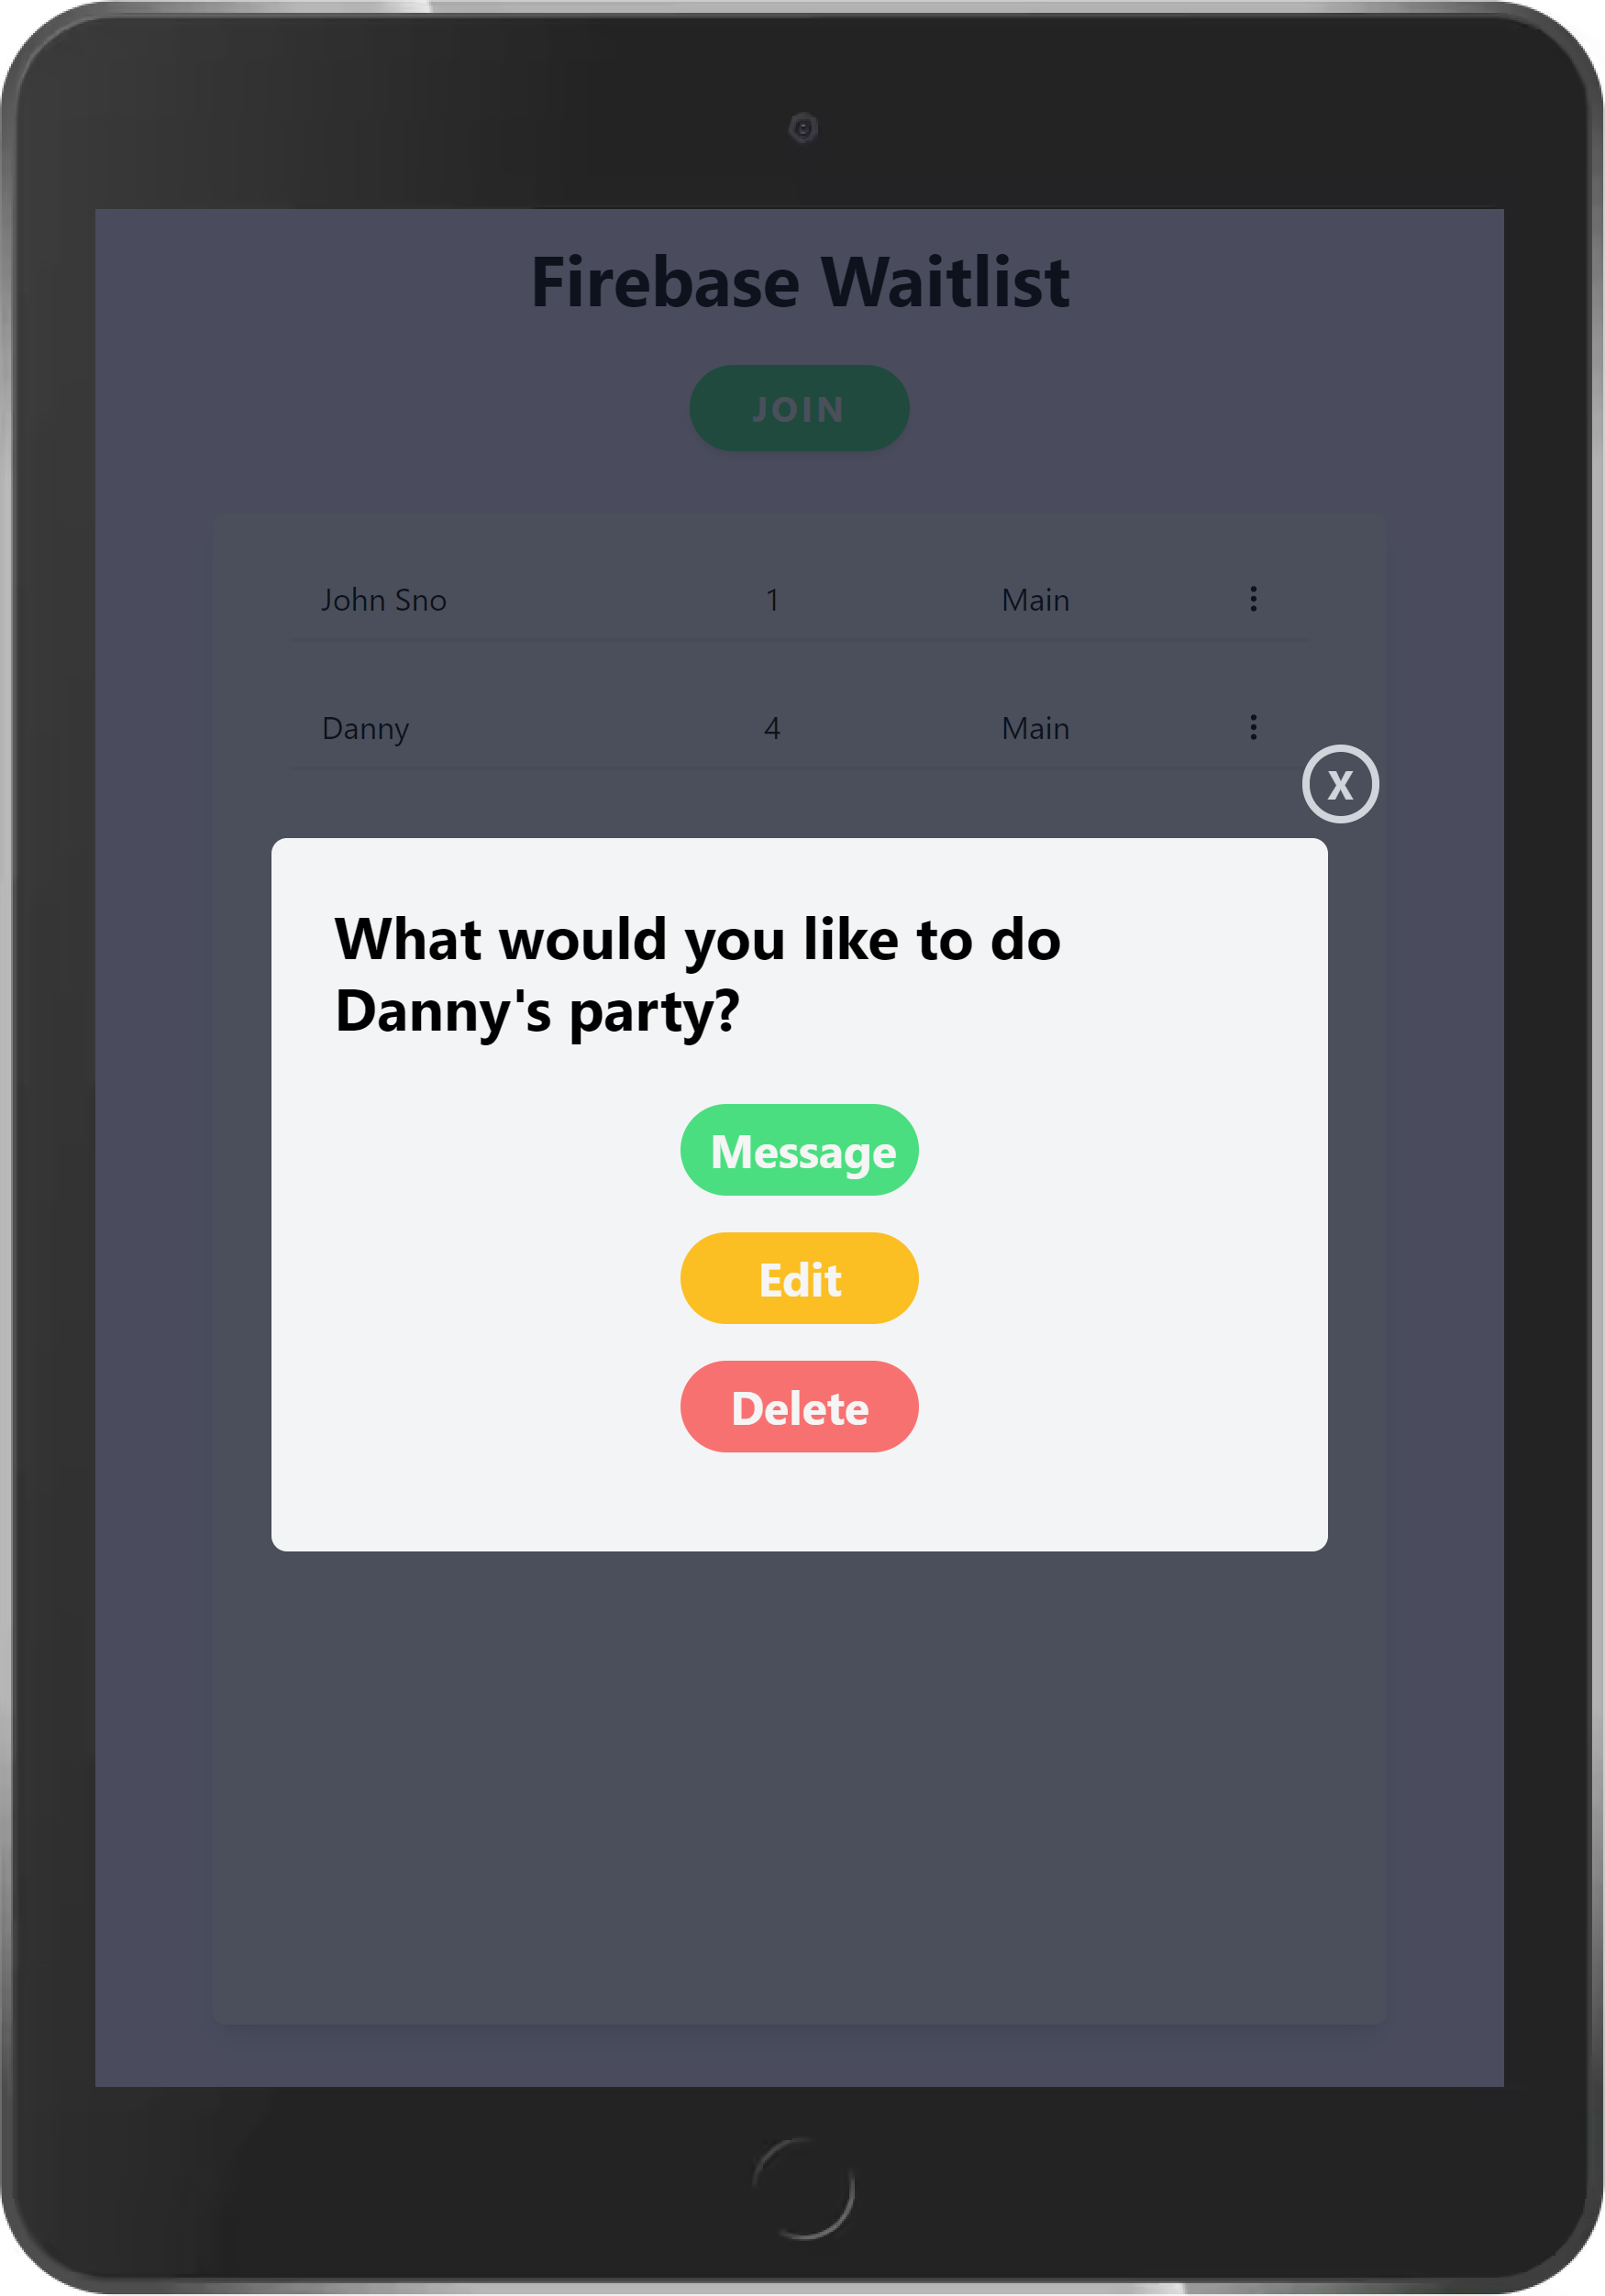 Firebase Waitlist
JOIN
John Sno 1 Main
Danny 4 Main
X
What would you like to do
Danny's party?
Message
Edit
Delete